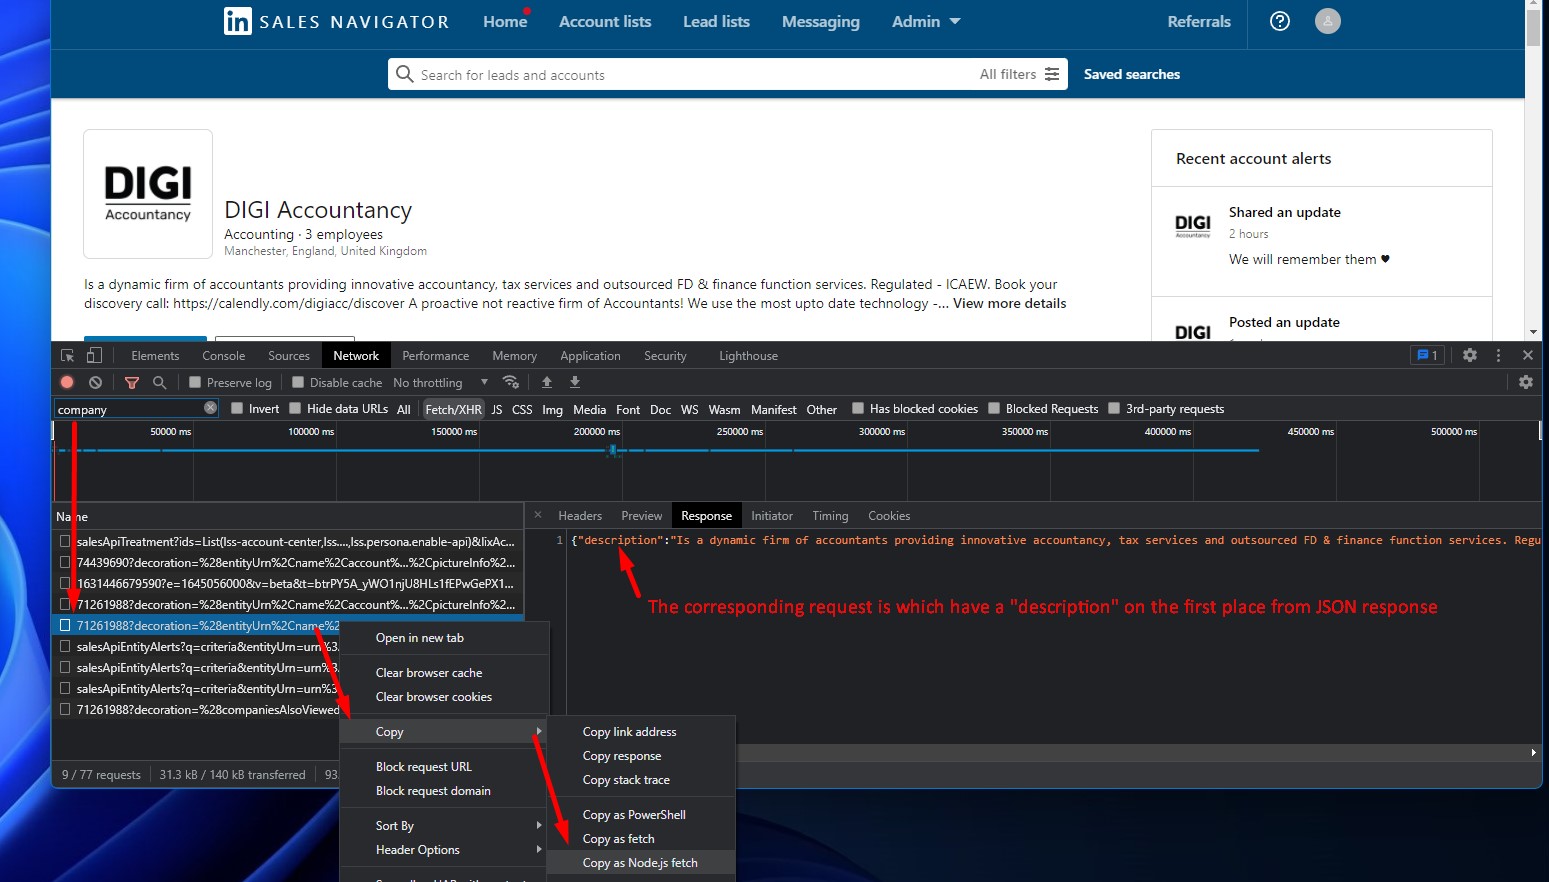 in SALES NAVIGATOR Home Account lists Lead lists Messaging Admin Referrals
Search for leads and accounts All filters Saved searches
DIGI
Accountancy
DIGI Accountancy
Accounting · 3 employees
Manchester, England, United Kingdom
Is a dynamic firm of accountants providing innovative accountancy, tax services and outsourced FD & finance function services. Regulated - ICAEW. Book your
discovery call: https://calendly.com/digiacc/discover A proactive not reactive firm of Accountants! We use the most upto date technology -... View more details
Recent account alerts
DIGI
Accountancy
Shared an update
2 hours
We will remember them ♥
DIGI
Posted an update
Elements Console Sources Network Performance Memory Application Security Lighthouse 1
Preserve log Disable cache No throttling
company Invert Hide data URLs All Fetch/XHR JS CSS Img Media Font Doc WS Wasm Manifest Other Has blocked cookies Blocked Requests 3rd-party requests
50000 ms 100000 ms 150000 ms 200000 ms 250000 ms 300000 ms 350000 ms 400000 ms 450000 ms 500000 ms
Name
salesApiTreatment?ids=List(lss-account-center,lss....,lss.persona.enable-api)&lixAc...
74439690?decoration=%28entityUrn%2Cname%2Caccount%...%2CpictureInfo%2...
1631446679590?e=1645056000&v=beta&t=btrPY5A_yWO1njU8HLs1fEPwGePX1...
71261988?decoration=%28entityUrn%2Cname%2Caccount%...%2CpictureInfo%2...
71261988?decoration=%28entityUrn%2Cname%2
salesApiEntityAlerts?q=criteria&entityUrn=urn%3.
salesApiEntityAlerts?q=criteria&entityUrn=urn%3.
salesApiEntityAlerts?q=criteria&entityUrn=urn%3
71261988?decoration=%28companiesAlsoViewed
9 / 77 requests 31.3 kB / 140 kB transferred 93.
Headers Preview Response Initiator Timing Cookies
1 {"description":"Is a dynamic firm of accountants providing innovative accountancy, tax services and outsourced FD & finance function services. Regu
The corresponding request is which have a "description" on the first place from JSON response
Open in new tab
Clear browser cache
Clear browser cookies
Copy
Block request URL
Block request domain
Sort By
Header Options
Copy link address
Copy response
Copy stack trace
Copy as PowerShell
Copy as fetch
Copy as Node.js fetch